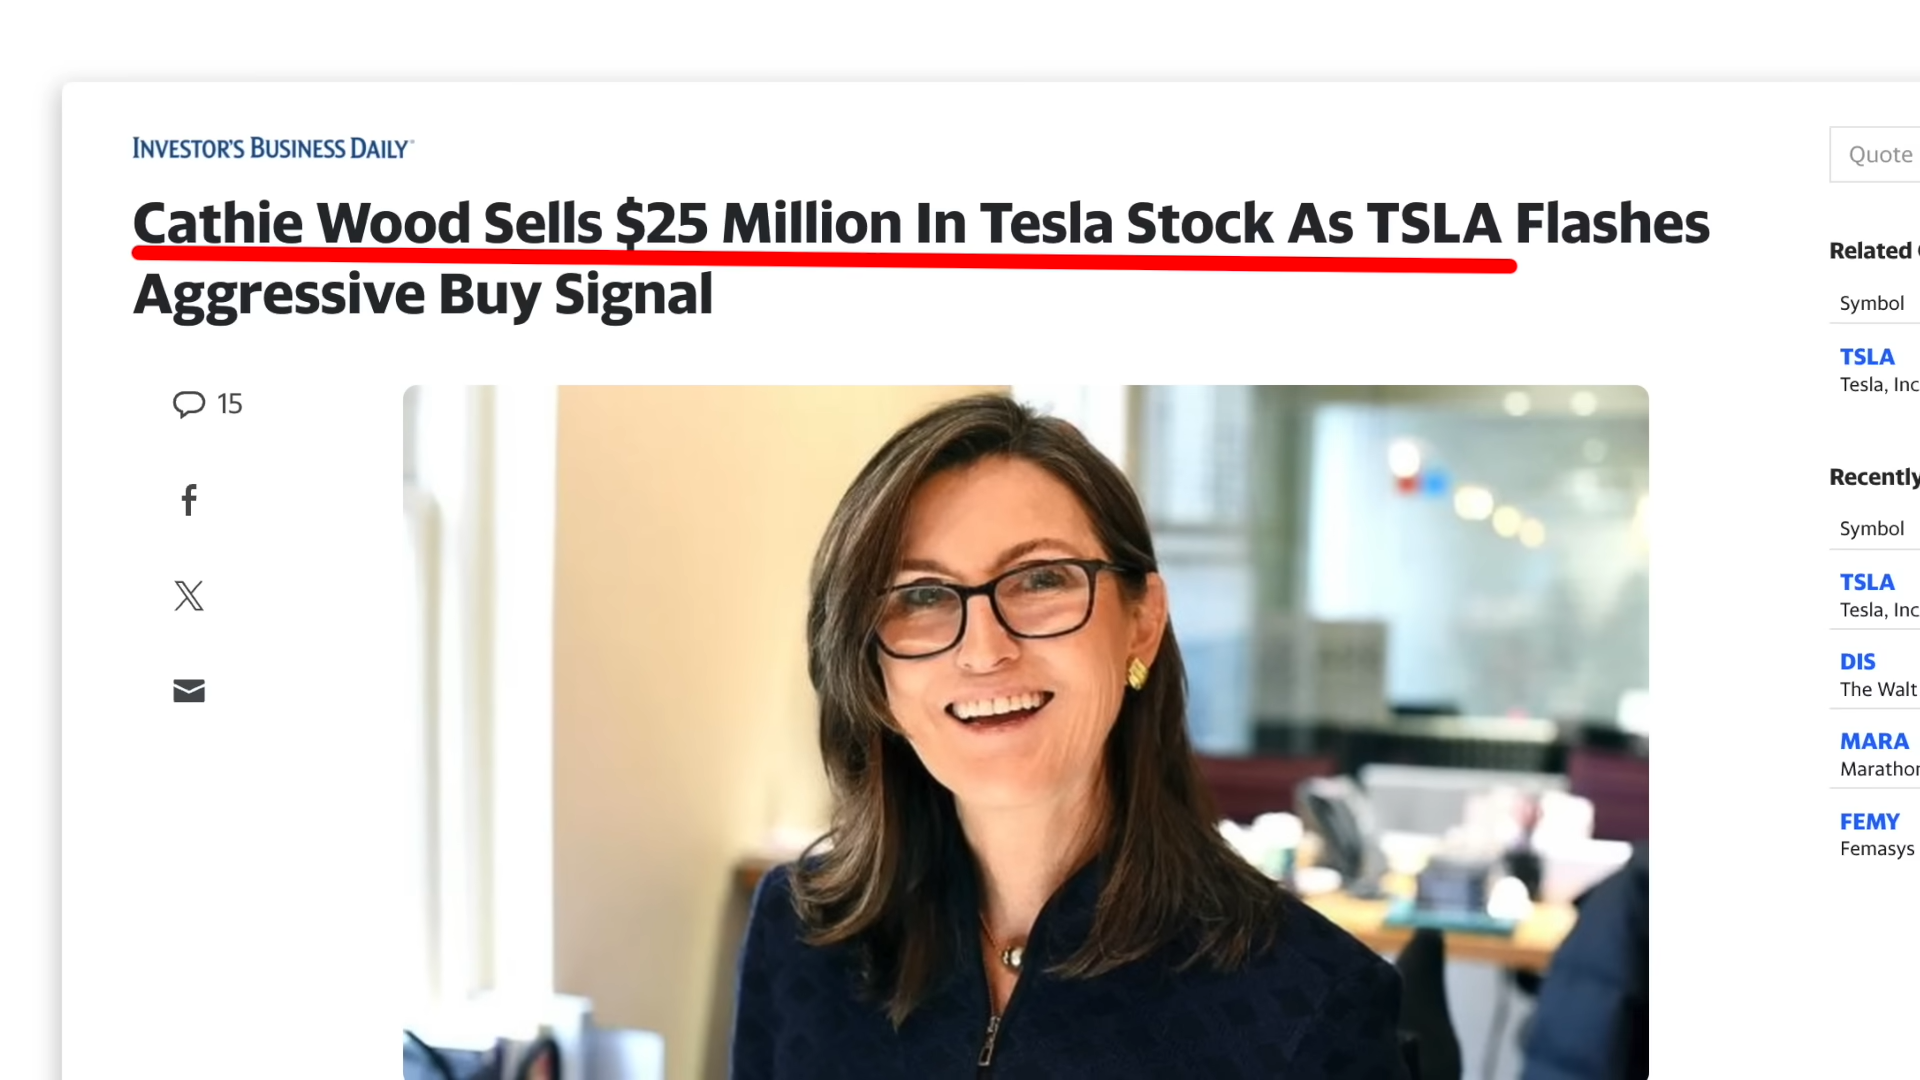 INVESTOR'S BUSINESS DAILY
Cathie Wood Sells $25 Million In Tesla Stock As TSLA Flashes
Aggressive Buy Signal
15
Quote
Related
Symbol
TSLA
Tesla, Inc
Recently
Symbol
TSLA
Tesla, Inc
DIS
The Walt
MARA
Marathon
FEMY
Femasys